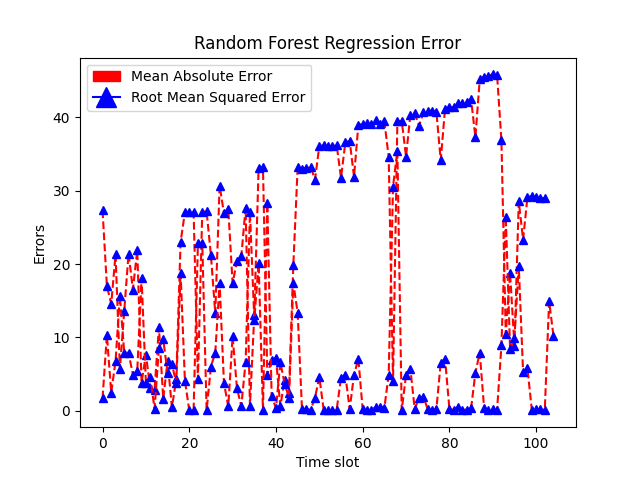 Random Forest Regression Error
Mean Absolute Error
Root Mean Squared Error
Errors
40
30
20
10
0
0
20
40
60
80
100
Time slot